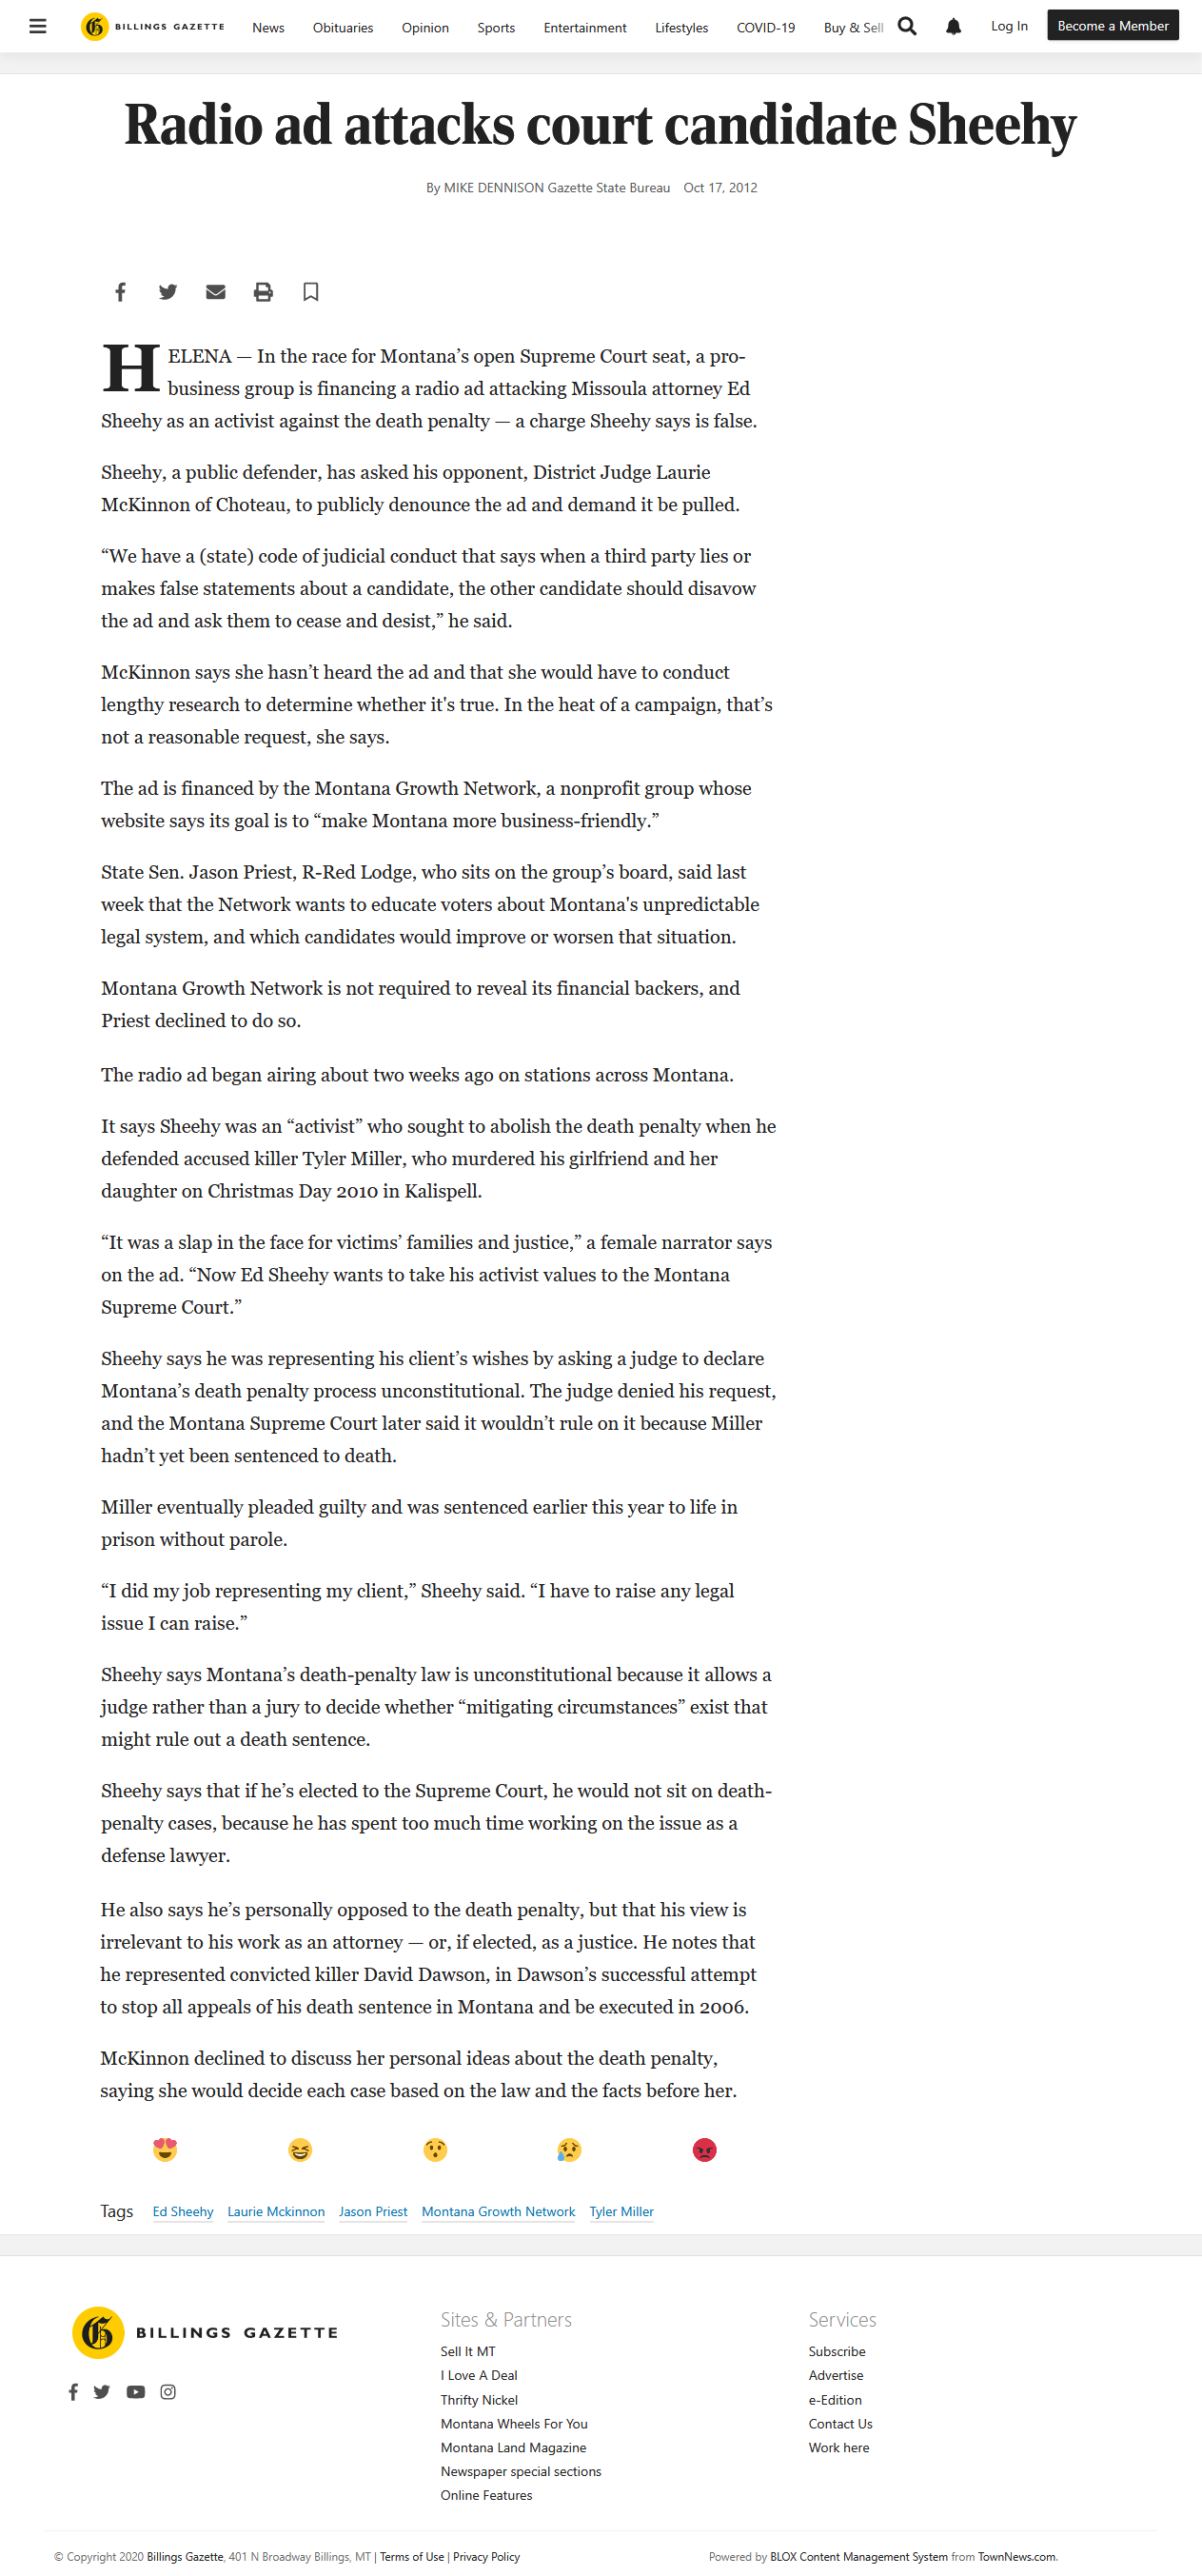 BILLINGS GAZETTE
News Obituaries Opinion Sports Entertainment Lifestyles COVID-19 Buy & Sell
Log In
Become a Member
Radio ad attacks court candidate Sheehy
By MIKE DENNISON Gazette State Bureau Oct 17, 2012
HELENA — In the race for Montana’s open Supreme Court seat, a pro-
business group is financing a radio ad attacking Missoula attorney Ed
Sheehy as an activist against the death penalty — a charge Sheehy says is false.
Sheehy, a public defender, has asked his opponent, District Judge Laurie
McKinnon of Choteau, to publicly denounce the ad and demand it be pulled.
“We have a (state) code of judicial conduct that says when a third party lies or
makes false statements about a candidate, the other candidate should disavow
the ad and ask them to cease and desist,” he said.
McKinnon says she hasn’t heard the ad and that she would have to conduct
lengthy research to determine whether it's true. In the heat of a campaign, that’s
not a reasonable request, she says.
The ad is financed by the Montana Growth Network, a nonprofit group whose
website says its goal is to “make Montana more business-friendly.”
State Sen. Jason Priest, R-Red Lodge, who sits on the group’s board, said last
week that the Network wants to educate voters about Montana's unpredictable
legal system, and which candidates would improve or worsen that situation.
Montana Growth Network is not required to reveal its financial backers, and
Priest declined to do so.
The radio ad began airing about two weeks ago on stations across Montana.
It says Sheehy was an “activist” who sought to abolish the death penalty when he
defended accused killer Tyler Miller, who murdered his girlfriend and her
daughter on Christmas Day 2010 in Kalispell.
“It was a slap in the face for victims’ families and justice,” a female narrator says
on the ad. “Now Ed Sheehy wants to take his activist values to the Montana
Supreme Court.”
Sheehy says he was representing his client’s wishes by asking a judge to declare
Montana’s death penalty process unconstitutional. The judge denied his request,
and the Montana Supreme Court later said it wouldn’t rule on it because Miller
hadn’t yet been sentenced to death.
Miller eventually pleaded guilty and was sentenced earlier this year to life in
prison without parole.
“I did my job representing my client,” Sheehy said. “I have to raise any legal
issue I can raise.”
Sheehy says Montana’s death-penalty law is unconstitutional because it allows a
judge rather than a jury to decide whether “mitigating circumstances” exist that
might rule out a death sentence.
Sheehy says that if he’s elected to the Supreme Court, he would not sit on death-
penalty cases, because he has spent too much time working on the issue as a
defense lawyer.
He also says he’s personally opposed to the death penalty, but that his view is
irrelevant to his work as an attorney — or, if elected, as a justice. He notes that
he represented convicted killer David Dawson, in Dawson’s successful attempt
to stop all appeals of his death sentence in Montana and be executed in 2006.
McKinnon declined to discuss her personal ideas about the death penalty,
saying she would decide each case based on the law and the facts before her.
Tags Ed Sheehy Laurie Mckinnon Jason Priest Montana Growth Network Tyler Miller
BILLINGS GAZETTE
Sites & Partners
Sell It MT
I Love A Deal
Thrifty Nickel
Montana Wheels For You
Montana Land Magazine
Newspaper special sections
Online Features
Services
Subscribe
Advertise
e-Edition
Contact Us
Work here
© Copyright 2020 Billings Gazette, 401 N Broadway Billings, MT | Terms of Use | Privacy Policy
Powered by BLOX Content Management System from TownNews.com.